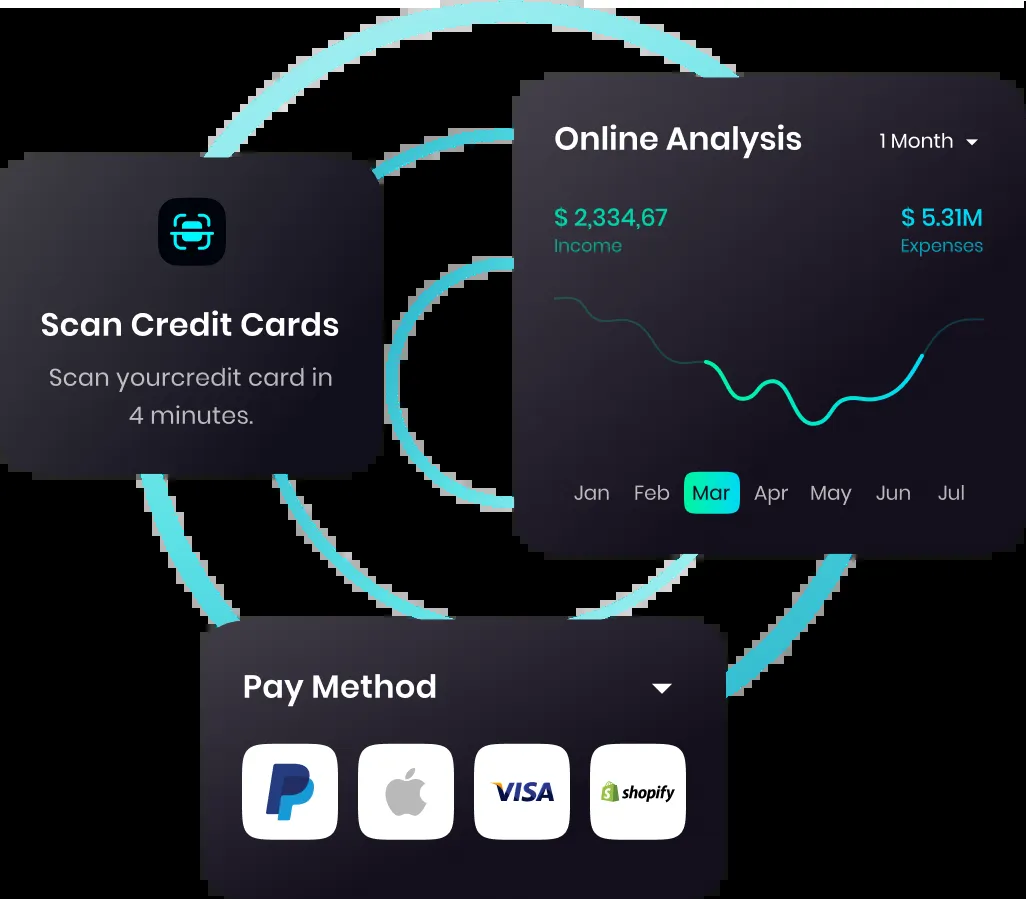 Online Analysis
1 Month
$ 2,334,67
$ 5.31M
Income
Expenses
Jan Feb Mar Apr May Jun Jul
Scan Credit Cards
Scan yourcredit card in
4 minutes.
Pay Method
VISA
shopify